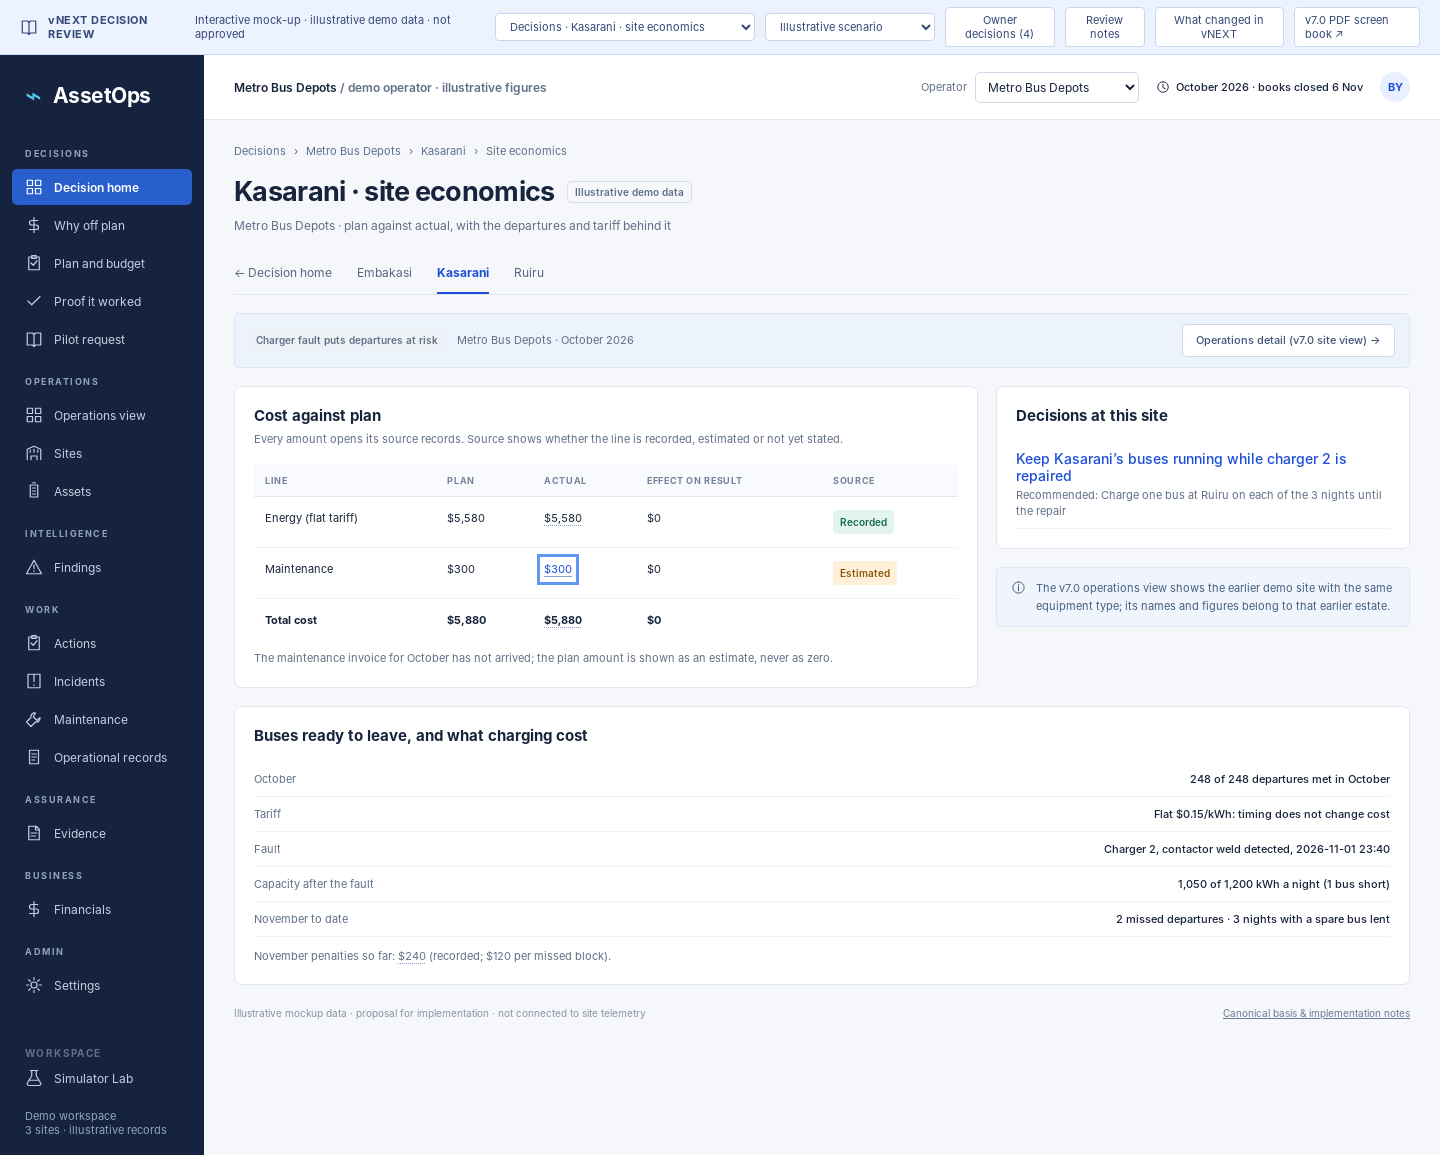 vNEXT DECISION REVIEW
Interactive mock-up · illustrative demo data · not approved
Decisions · Kasarani · site economics
Illustrative scenario
Owner decisions (4)
Review notes
What changed in vNEXT
v7.0 PDF screen book ↗
AssetOps
DECISIONS
Decision home
Why off plan
Plan and budget
Proof it worked
Pilot request
OPERATIONS
Operations view
Sites
Assets
INTELLIGENCE
Findings
WORK
Actions
Incidents
Maintenance
Operational records
ASSURANCE
Evidence
BUSINESS
Financials
ADMIN
Settings
WORKSPACE
Simulator Lab
Demo workspace
3 sites · illustrative records
Metro Bus Depots / demo operator · illustrative figures
Operator
Metro Bus Depots
October 2026 · books closed 6 Nov
BY
Decisions › Metro Bus Depots › Kasarani › Site economics
Kasarani · site economics
Illustrative demo data
Metro Bus Depots · plan against actual, with the departures and tariff behind it
← Decision home
Embakasi
Kasarani
Ruiru
Charger fault puts departures at risk
Metro Bus Depots · October 2026
Operations detail (v7.0 site view) →
Cost against plan
Every amount opens its source records. Source shows whether the line is recorded, estimated or not yet stated.
LINE PLAN ACTUAL EFFECT ON RESULT SOURCE
Energy (flat tariff) $5,580 $5,580 $0 Recorded
Maintenance $300 $300 $0 Estimated
Total cost $5,880 $5,880 $0
The maintenance invoice for October has not arrived; the plan amount is shown as an estimate, never as zero.
Decisions at this site
Keep Kasarani’s buses running while charger 2 is
repaired
Recommended: Charge one bus at Ruiru on each of the 3 nights until
the repair
The v7.0 operations view shows the earlier demo site with the same
equipment type; its names and figures belong to that earlier estate.
Buses ready to leave, and what charging cost
October 248 of 248 departures met in October
Tariff Flat $0.15/kWh: timing does not change cost
Fault Charger 2, contactor weld detected, 2026-11-01 23:40
Capacity after the fault 1,050 of 1,200 kWh a night (1 bus short)
November to date 2 missed departures · 3 nights with a spare bus lent
November penalties so far: $240 (recorded; $120 per missed block).
Illustrative mockup data · proposal for implementation · not connected to site telemetry
Canonical basis & implementation notes